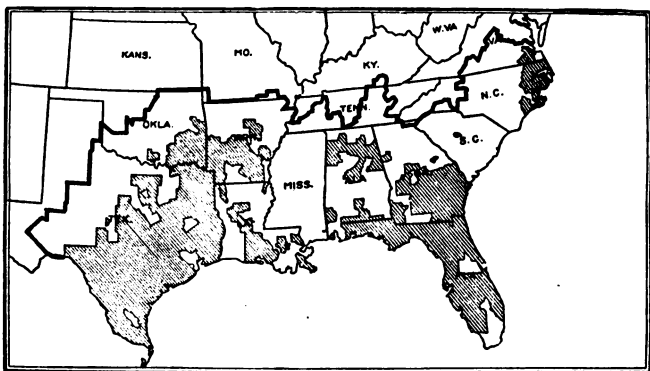 W.VA
KANS.
MO.
KY.
OKLA.
TENN.
N.C.
S.C.
MISS.
TEX.